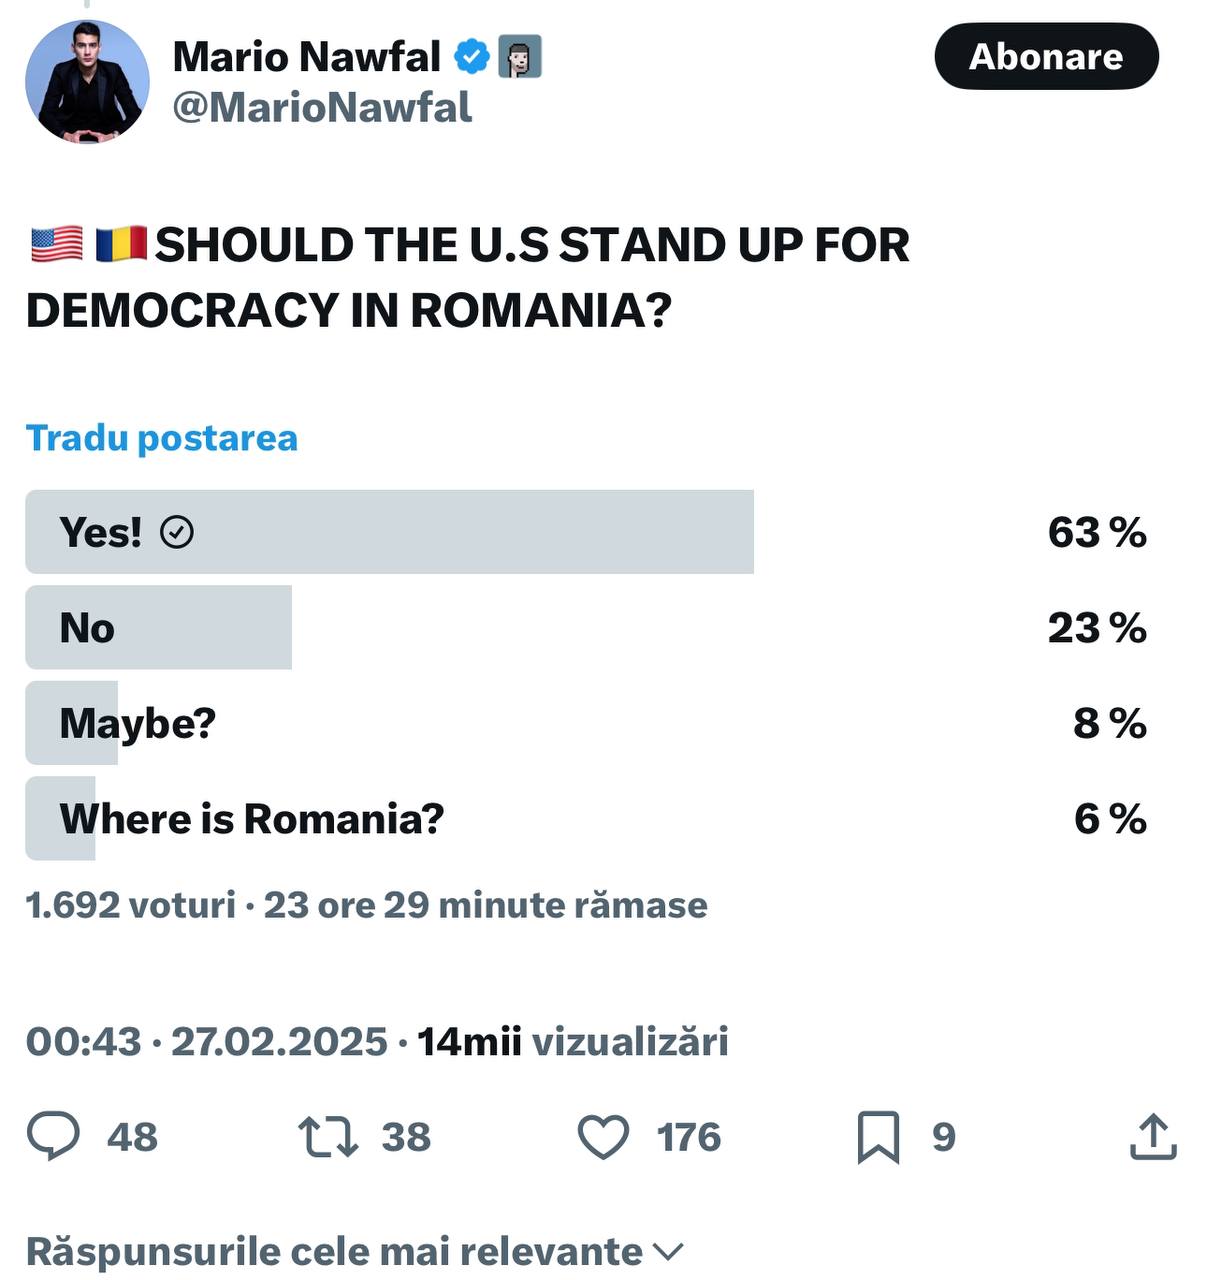 Mario Nawfal
@MarioNawfal
Abonare
🇺🇸 🇷🇴 SHOULD THE U.S STAND UP FOR
DEMOCRACY IN ROMANIA?
Tradu postarea
Yes! 63 %
No 23 %
Maybe? 8 %
Where is Romania? 6 %
1.692 voturi · 23 ore 29 minute rămase
00:43 · 27.02.2025 · 14mii vizualizări
48 38 176 9
Răspunsurile cele mai relevante